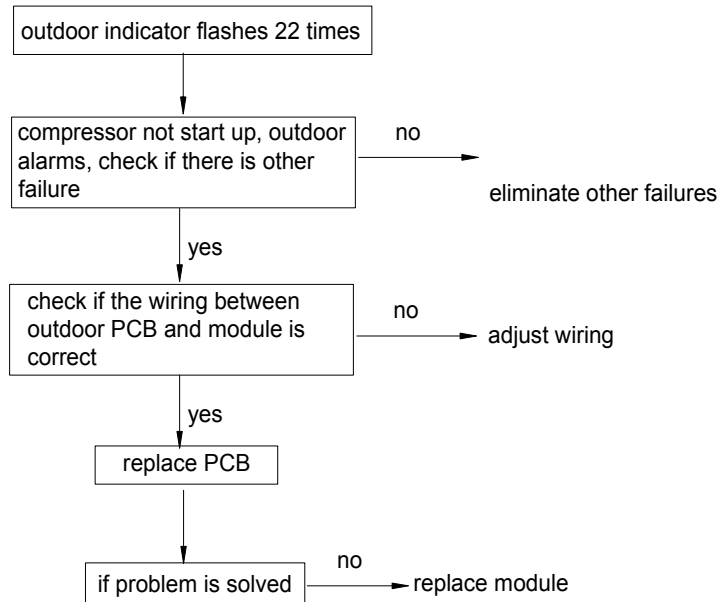 outdoor indicator flashes 22 times
compressor not start up, outdoor
alarms, check if there is other
failure
no
eliminate other failures
yes
check if the wiring between
outdoor PCB and module is
correct
no
adjust wiring
yes
replace PCB
if problem is solved
no
replace module